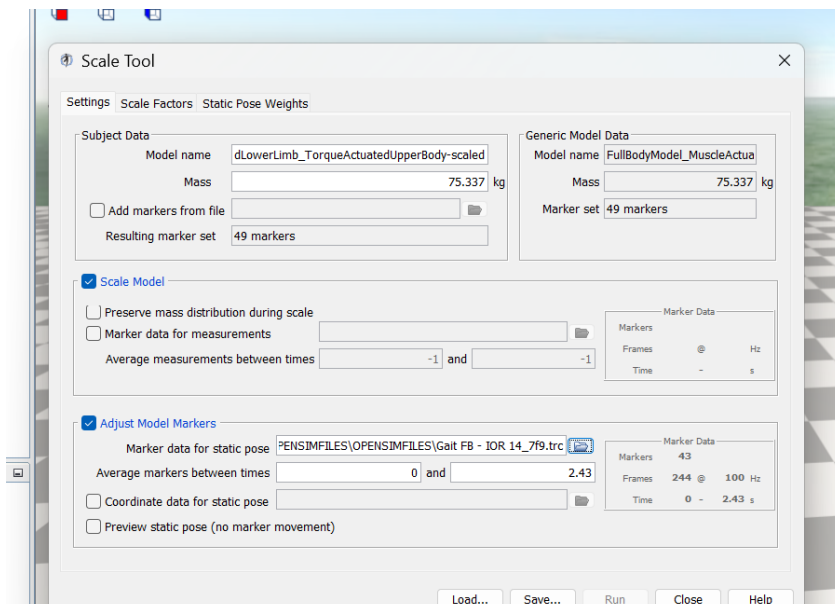 Scale Tool
Settings Scale Factors Static Pose Weights
Subject Data
Model name dLowerLimb_TorqueActuatedUpperBody-scaled
Mass 75.337 kg
Add markers from file
Resulting marker set 49 markers
Generic Model Data
Model name FullBodyModel_MuscleActua
Mass 75.337 kg
Marker set 49 markers
Scale Model
Preserve mass distribution during scale
Marker data for measurements
Average measurements between times -1 and -1
Marker Data
Markers
Frames @ Hz
Time - s
Adjust Model Markers
Marker data for static pose PENSIMFILES\OPENSIMFILES\Gait FB - IOR 14_7f9.trc
Average markers between times 0 and 2.43
Coordinate data for static pose
Preview static pose (no marker movement)
Marker Data
Markers 43
Frames 244 @ 100 Hz
Time 0 - 2.43 s
Load... Save... Run Close Help